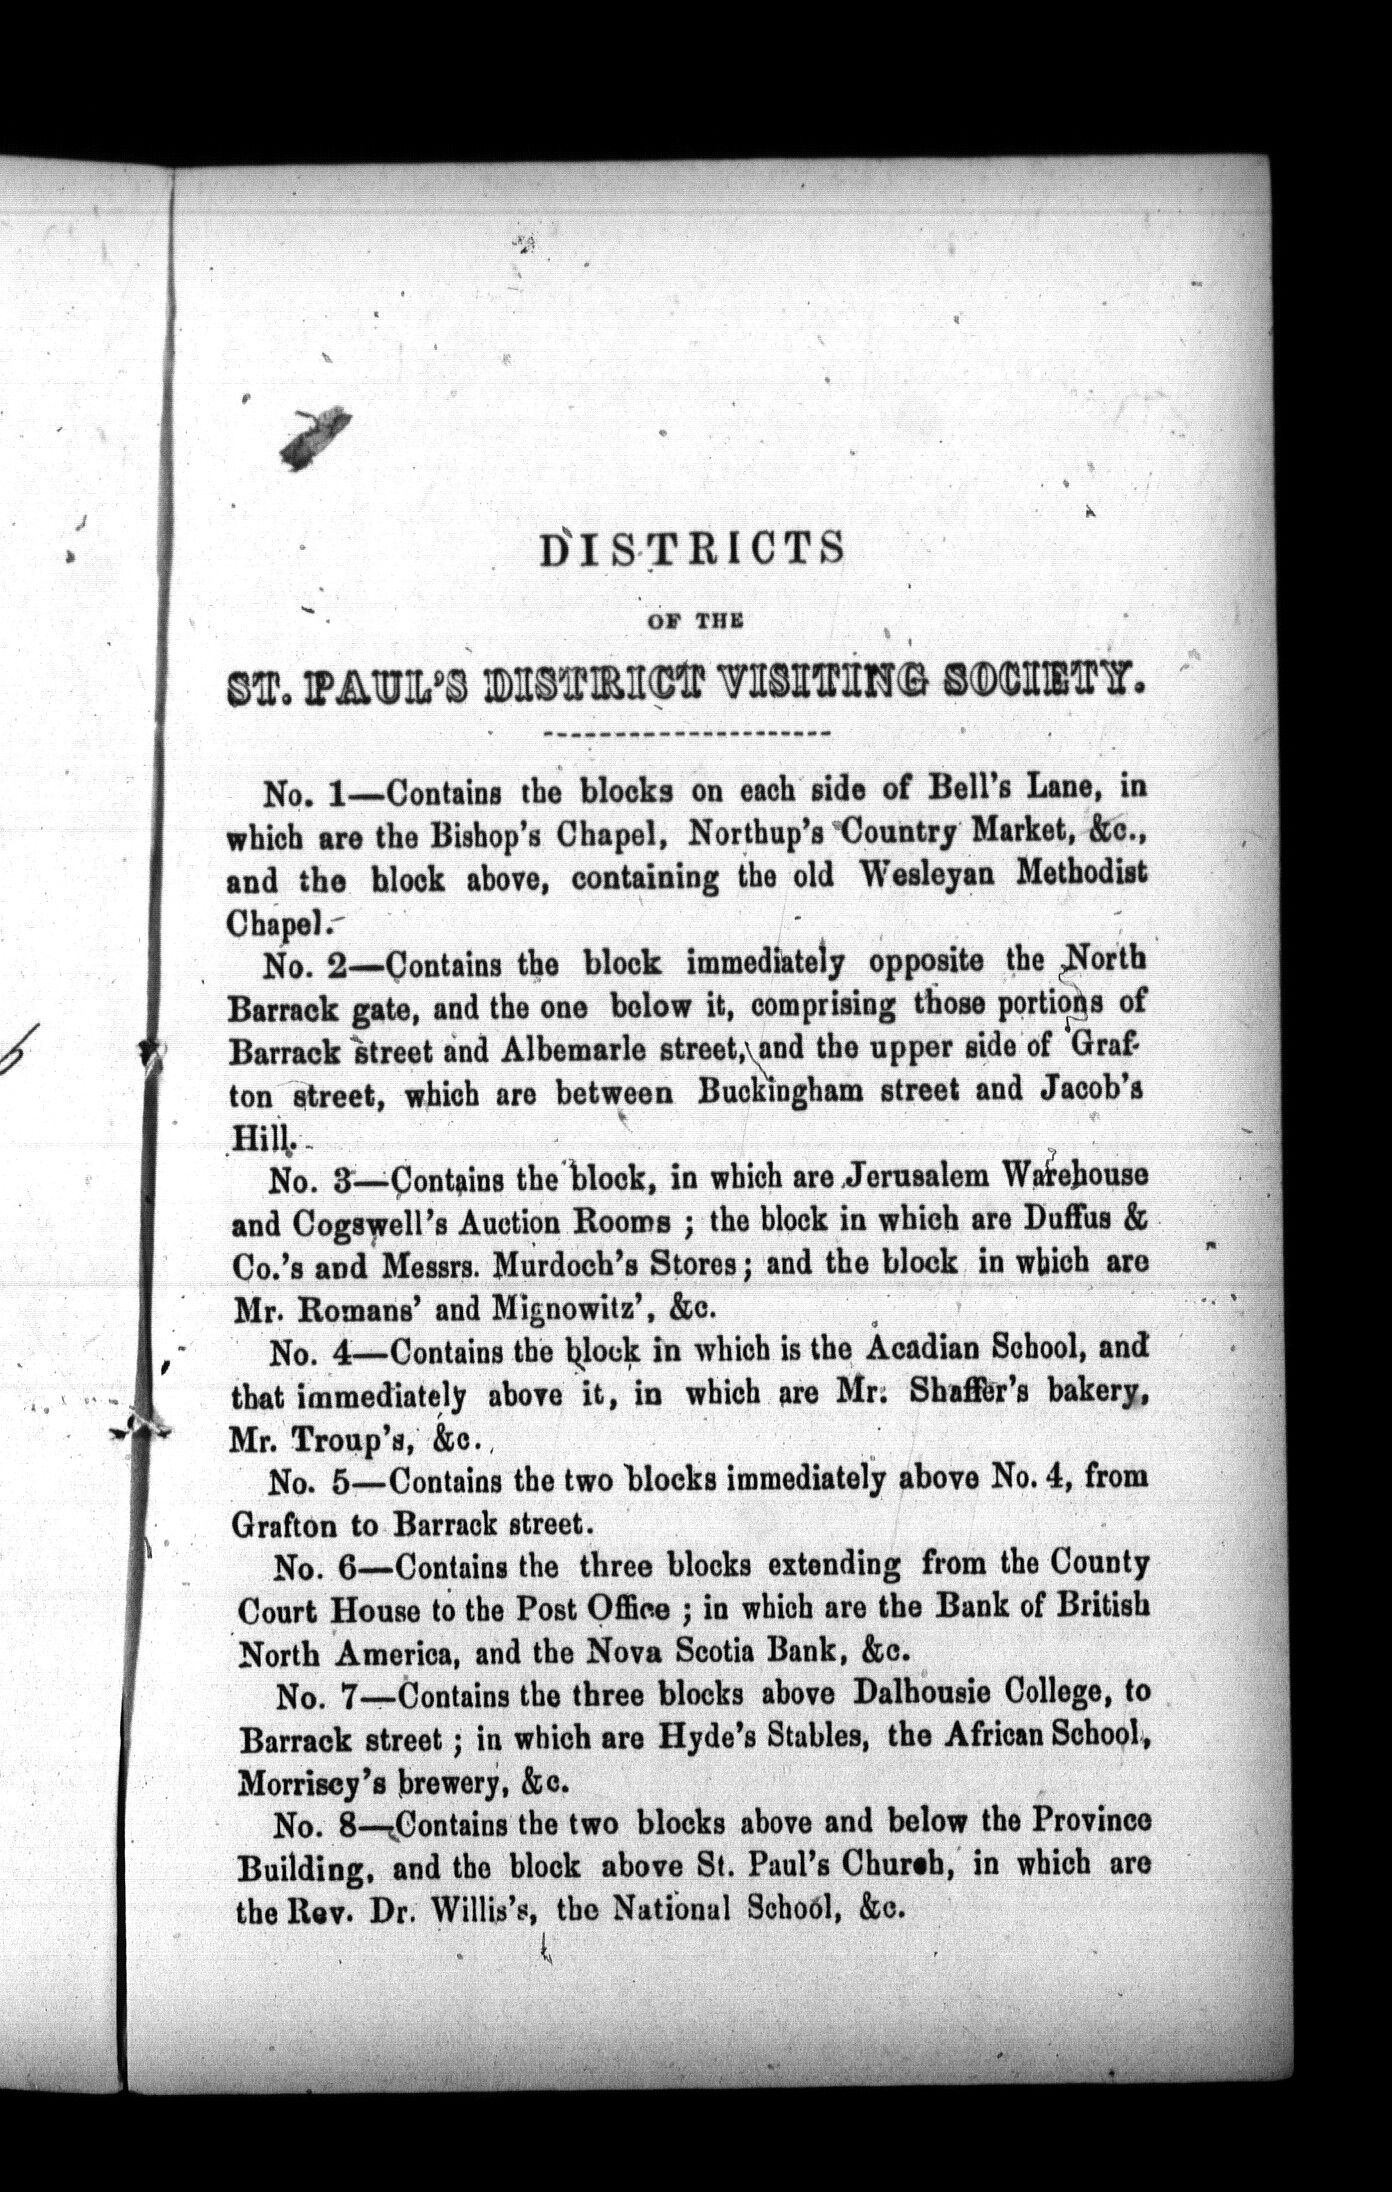 DISTRICTS
OF THE
ST. PAUL'S DISTRICT VISITING SOCIETY.
No. 1—Contains the blocks on each side of Bell's Lane, in
which are the Bishop's Chapel, Northup's Country Market, &c.,
and the block above, containing the old Wesleyan Methodist
Chapel.
No. 2—Contains the block immediately opposite the North
Barrack gate, and the one below it, comprising those portions of
Barrack street and Albemarle street, and the upper side of Graf-
ton street, which are between Buckingham street and Jacob's
Hill.
No. 3—Contains the block, in which are Jerusalem Warehouse
and Cogswell's Auction Rooms ; the block in which are Duffus &
Co.'s and Messrs. Murdoch's Stores; and the block in which are
Mr. Romans' and Mignowitz', &c.
No. 4—Contains the block in which is the Acadian School, and
that immediately above it, in which are Mr. Shaffer's bakery,
Mr. Troup's, &c.
No. 5—Contains the two blocks immediately above No. 4, from
Grafton to Barrack street.
No. 6—Contains the three blocks extending from the County
Court House to the Post Office ; in which are the Bank of British
North America, and the Nova Scotia Bank, &c.
No. 7—Contains the three blocks above Dalhousie College, to
Barrack street ; in which are Hyde's Stables, the African School,
Morriscy's brewery, &c.
No. 8—Contains the two blocks above and below the Province
Building, and the block above St. Paul's Church, in which are
the Rev. Dr. Willis's, the National School, &c.